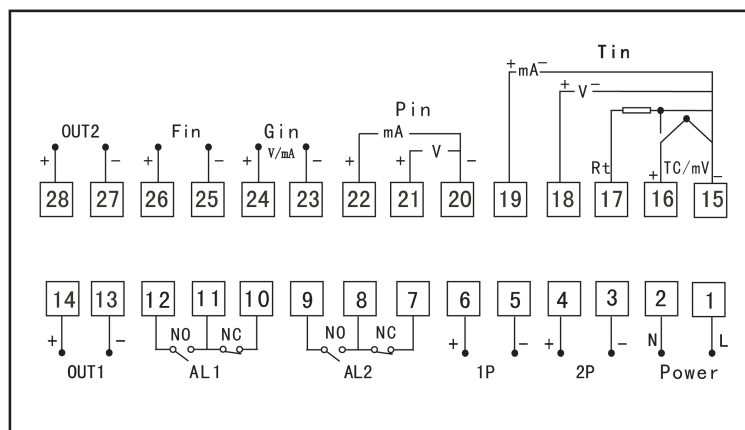 Tin
+ mA −
+ V −
Pin
OUT2 Fin Gin mA
V/mA
+ − + − + − + + V − Rt + TC/mV −
28 27 26 25 24 23 22 21 20 19 18 17 16 15
14 13 12 11 10 9 8 7 6 5 4 3 2 1
+ − NO NC NO NC + − + − N L
OUT1 AL1 AL2 1P 2P Power